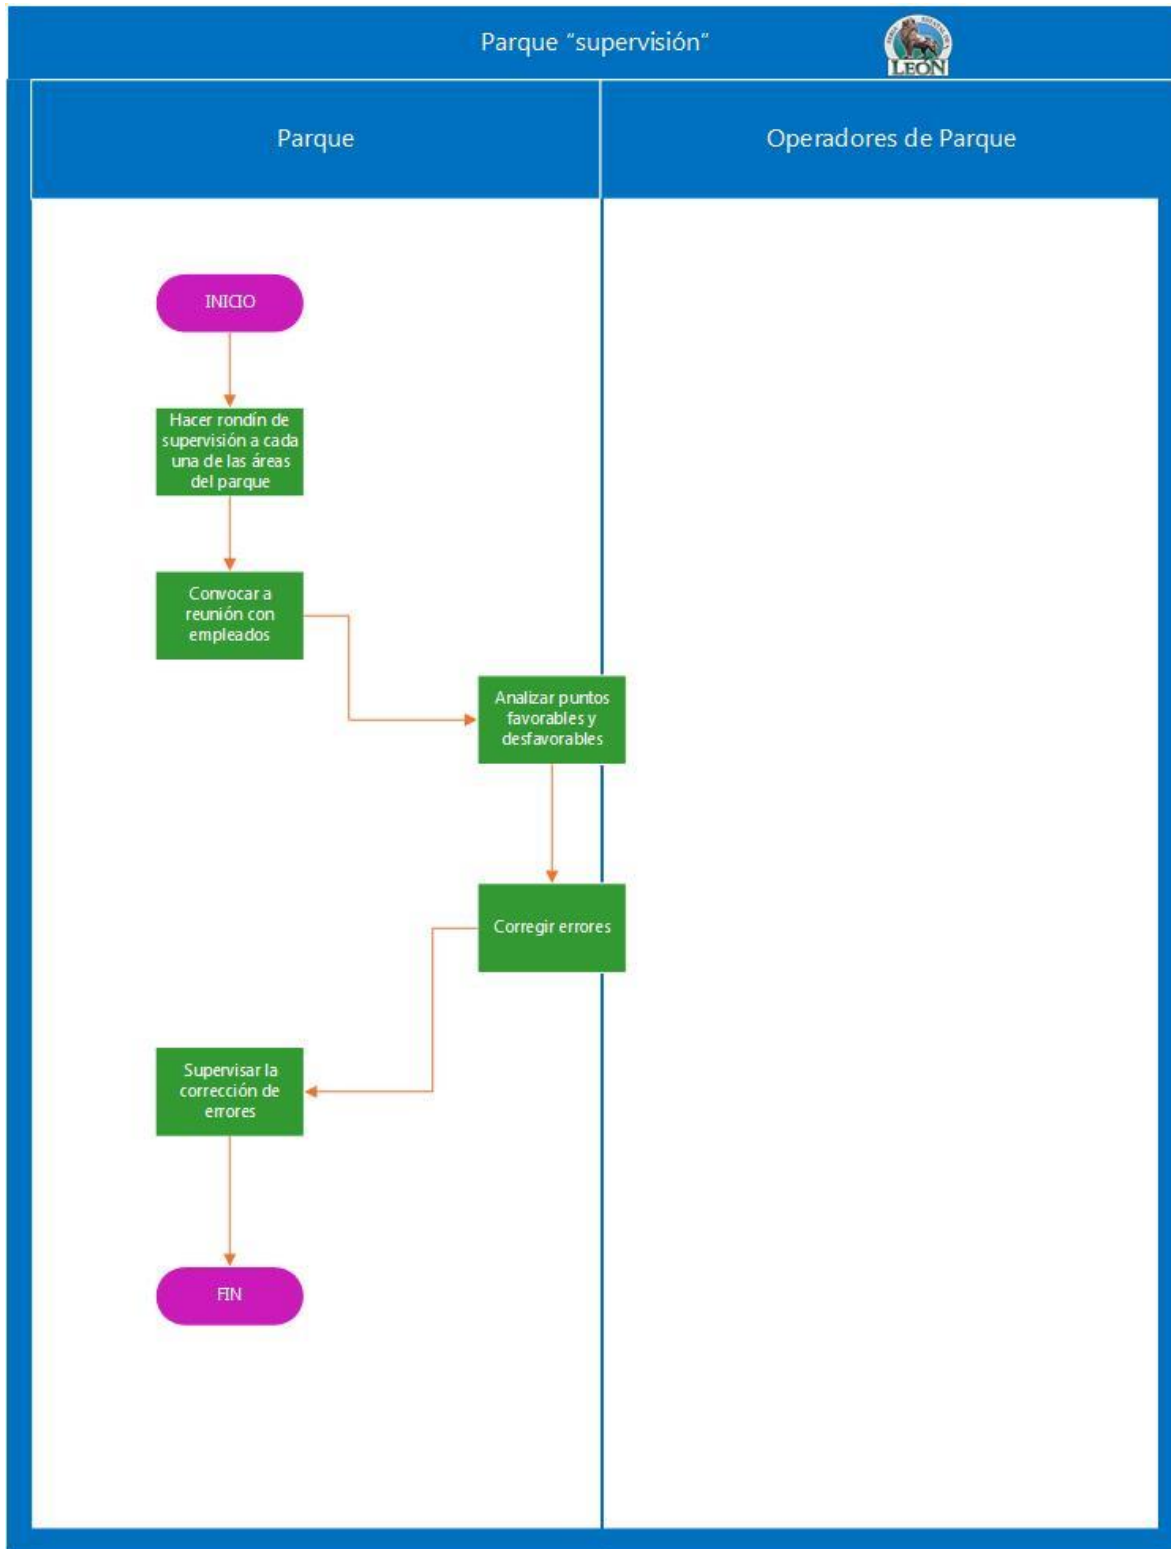 Parque “supervisión“
LEÓN
Parque
Operadores de Parque
INICIO
Hacer rondín de
supervisión a cada
una de las áreas
del parque
Convocar a
reunión con
empleados
Analizar puntos
favorables y
desfavorables
Corregir errores
Supervisar la
corrección de
errores
FIN